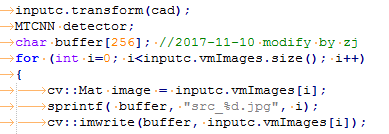 inputc.transform(cad);
MTCNN detector;
char buffer[256]; //2017-11-10 modify by zj
for (int i=0; i<inputc.vmImages.size(); i++)
{
cv::Mat image = inputc.vmImages[i];
sprintf( buffer, "src_%d.jpg", i);
cv::imwrite(buffer, inputc.vmImages[i]);